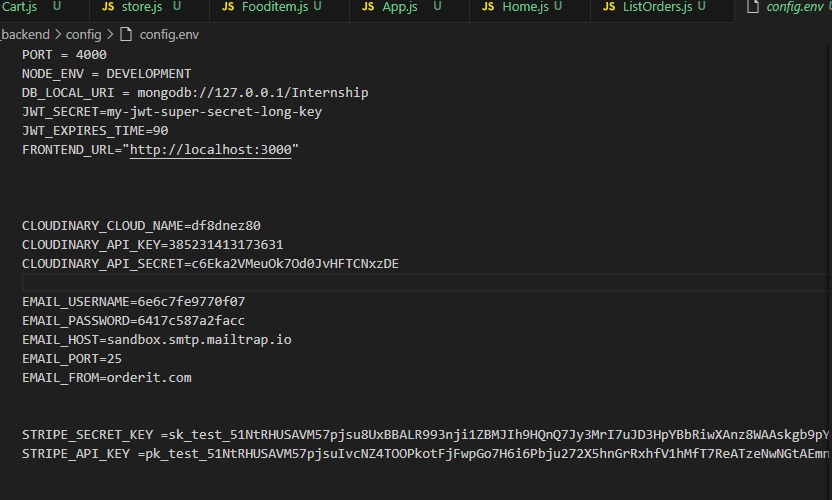 Cart.js U JS store.js U JS Fooditem.js U JS App.js U JS Home.js U JS ListOrders.js U config.env
_backend > config > config.env
PORT = 4000
NODE_ENV = DEVELOPMENT
DB_LOCAL_URI = mongodb://127.0.0.1/Internship
JWT_SECRET=my-jwt-super-secret-long-key
JWT_EXPIRES_TIME=90
FRONTEND_URL="http://localhost:3000"
CLOUDINARY_CLOUD_NAME=df8dnez80
CLOUDINARY_API_KEY=385231413173631
CLOUDINARY_API_SECRET=c6Eka2VMeuOk7Od0JvHFTCNxzDE
EMAIL_USERNAME=6e6c7fe9770f07
EMAIL_PASSWORD=6417c587a2facc
EMAIL_HOST=sandbox.smtp.mailtrap.io
EMAIL_PORT=25
EMAIL_FROM=orderit.com
STRIPE_SECRET_KEY =sk_test_51NtRHUSAVM57pjsu8UxBBALR993nji1ZBMJIh9HQnQ7Jy3MrI7uJD3HpYBbRiwXAnz8WAAskgb9pY
STRIPE_API_KEY =pk_test_51NtRHUSAVM57pjsuIvcNZ4TOOPkotFjFwpGo7H6i6Pbju272X5hnGrRxhfV1hMfT7ReATzeNwNGtAEmn